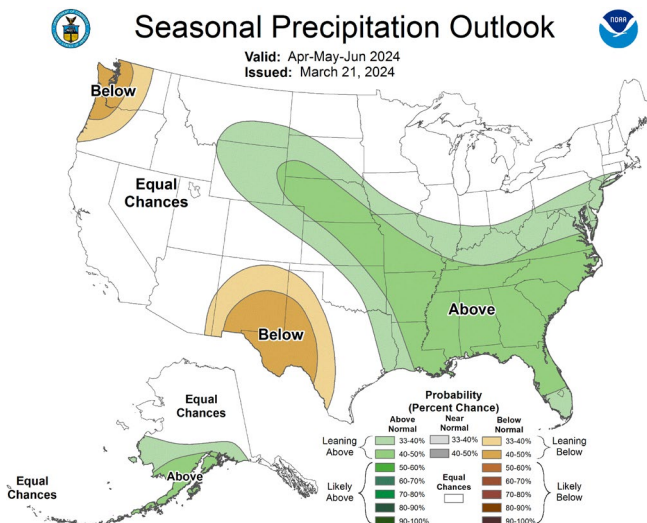 Seasonal Precipitation Outlook
NOAA
Valid: Apr-May-Jun 2024
Issued: March 21, 2024
Below
Equal
Chances
Above
Below
Equal
Chances
Above
Equal
Chances
Probability
(Percent Chance)
Above
Normal
Near
Normal
Below
Normal
Leaning
Above
33-40%
40-50%
33-40%
40-50%
33-40%
40-50%
Leaning
Below
Likely
Above
50-60%
60-70%
70-80%
80-90%
90-100%
Equal
Chances
50-60%
60-70%
70-80%
80-90%
90-100%
Likely
Below